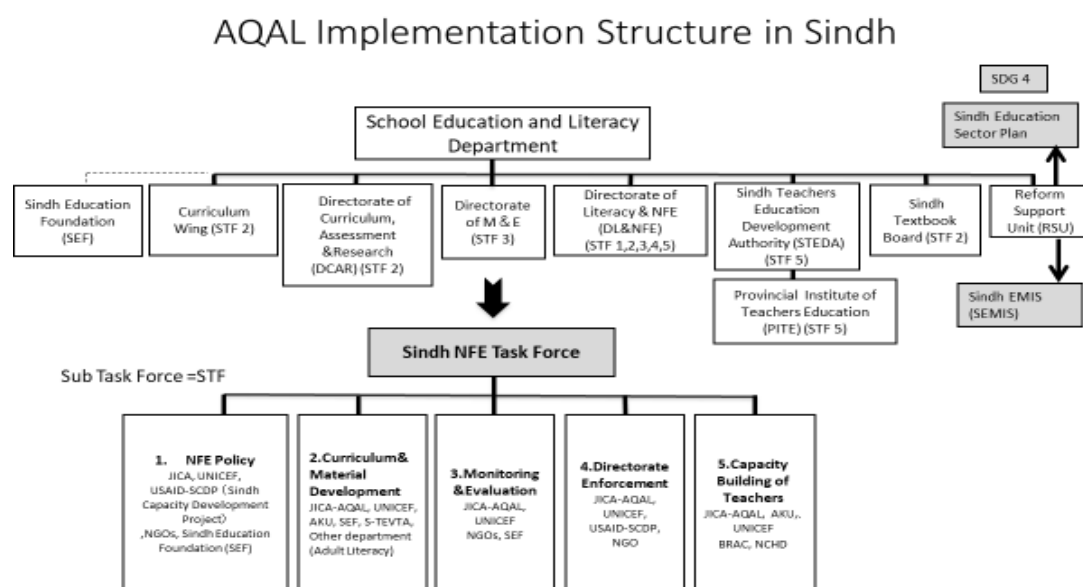 AQAL Implementation Structure in Sindh
SDG 4
Sindh Education
Sector Plan
School Education and Literacy
Department
Sindh Education
Foundation
(SEF)
Curriculum
Wing (STF 2)
Directorate of
Curriculum,
Assessment
&Research
(DCAR) (STF 2)
Directorate
of M & E
(STF 3)
Directorate of
Literacy & NFE
(DL&NFE)
(STF 1,2,3,4,5)
Sindh Teachers
Education
Development
Authority (STEDA)
(STF 5)
Sindh
Textbook
Board (STF 2)
Reform
Support
Unit (RSU)
Provincial Institute of
Teachers Education
(PITE) (STF 5)
Sindh EMIS
(SEMIS)
Sindh NFE Task Force
Sub Task Force =STF
1. NFE Policy
JICA, UNICEF,
USAID-SCDP (Sindh
Capacity Development
Project)
,NGOs, Sindh Education
Foundation (SEF)
2.Curriculum&
Material
Development
JICA-AQAL, UNICEF,
AKU, SEF, S-TEVTA,
Other department
(Adult Literacy)
3.Monitoring
&Evaluation
JICA-AQAL,
UNICEF
NGOs, SEF
4.Directorate
Enforcement
JICA-AQAL,
UNICEF,
USAID-SCDP,
NGO
5.Capacity
Building of
Teachers
JICA-AQAL, AKU,.
UNICEF
BRAC, NCHD